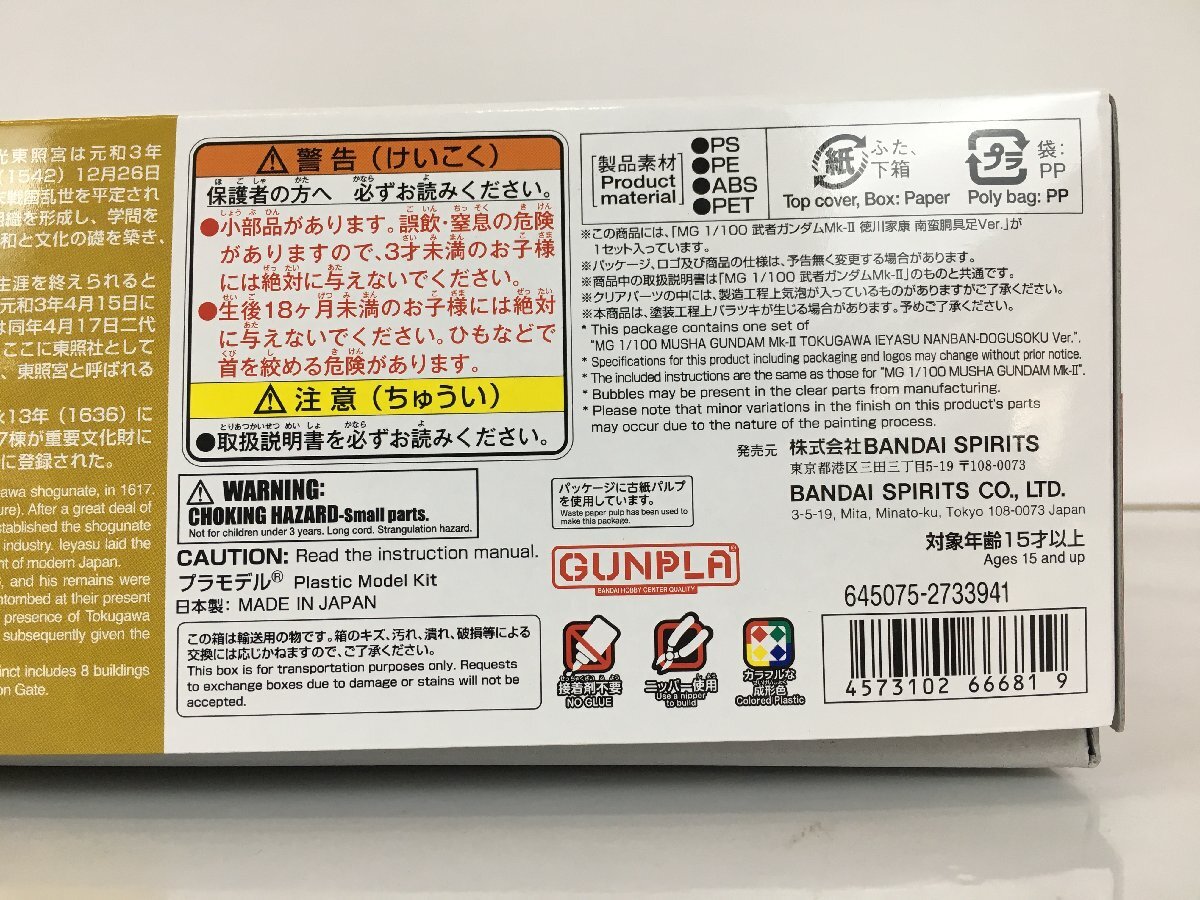 光東照宮は元和3年
(1542) 12月26日
戦国乱世を平定され
組織を形成し、学問を
和と文化の礎を築き、
生涯を終えられると
元和3年4月15日に
は同年4月17日二代
ここに東照社として
、東照宮と呼ばれる
13年（1636）に
7棟が重要文化財に
に登録された。
awa shogunate, in 1617.
ure). After a great deal of
stablished the shogunate
industry. Ieyasu laid the
nt of modern Japan.
, and his remains were
ntombed at their present
presence of Tokugawa
subsequently given the
inct includes 8 buildings
on Gate.
警告（けいこく）
保護者の方へ 必ずお読みください。
●小部品があります。誤飲・窒息の危険
がありますので、3才未満のお子様
には絶対に与えないでください。
●生後18ヶ月未満のお子様には絶対
に与えないでください。ひもなどで
首を絞める危険があります。
注意（ちゅうい）
●取扱説明書を必ずお読みください。
WARNING:
CHOKING HAZARD-Small parts.
Not for children under 3 years. Long cord. Strangulation hazard.
CAUTION: Read the instruction manual.
プラモデル® Plastic Model Kit
日本製：MADE IN JAPAN
この箱は輸送用の物です。箱のキズ、汚れ、潰れ、破損等による
交換には応じかねますので、ご了承ください。
This box is for transportation purposes only. Requests
to exchange boxes due to damage or stains will not be
accepted.
[製品素材 Product material]
●PS
●PE
●ABS
●PET
紙
ふた、
下箱
Top cover, Box: Paper
プラ
袋:
PP
Poly bag: PP
※この商品には、「MG 1/100 武者ガンダムMk-II 徳川家康 南蛮胴具足Ver.」が
1セット入っています。
※パッケージ、ロゴ及び商品の仕様は、予告無く変更する場合があります。
※商品中の取扱説明書は「MG 1/100 武者ガンダムMk-II」のものと共通です。
※クリアパーツの中には、製造工程上気泡が入っているものがありますがご了承ください。
※本商品は、塗装工程上バラツキが生じる場合があります。予めご了承ください。
* This package contains one set of
"MG 1/100 MUSHA GUNDAM Mk-II TOKUGAWA IEYASU NANBAN-DOGUSOKU Ver.".
* Specifications for this product including packaging and logos may change without prior notice.
* The included instructions are the same as those for "MG 1/100 MUSHA GUNDAM Mk-II".
* Bubbles may be present in the clear parts from manufacturing.
* Please note that minor variations in the finish on this product's parts
may occur due to the nature of the painting process.
発売元 株式会社BANDAI SPIRITS
東京都港区三田三丁目5-19 〒108-0073
BANDAI SPIRITS CO., LTD.
3-5-19, Mita, Minato-ku, Tokyo 108-0073 Japan
パッケージに古紙パルプ
を使用しています。
Waste paper pulp has been used to
make this package.
GUNPLA®
BANDAI HOBBY CENTER QUALITY
対象年齢15才以上
Ages 15 and up
接着剤不要
NO GLUE
ニッパー使用
Use a nipper
to build
カラフルな
成形色
Colored Plastic
645075-2733941
4573102 666819